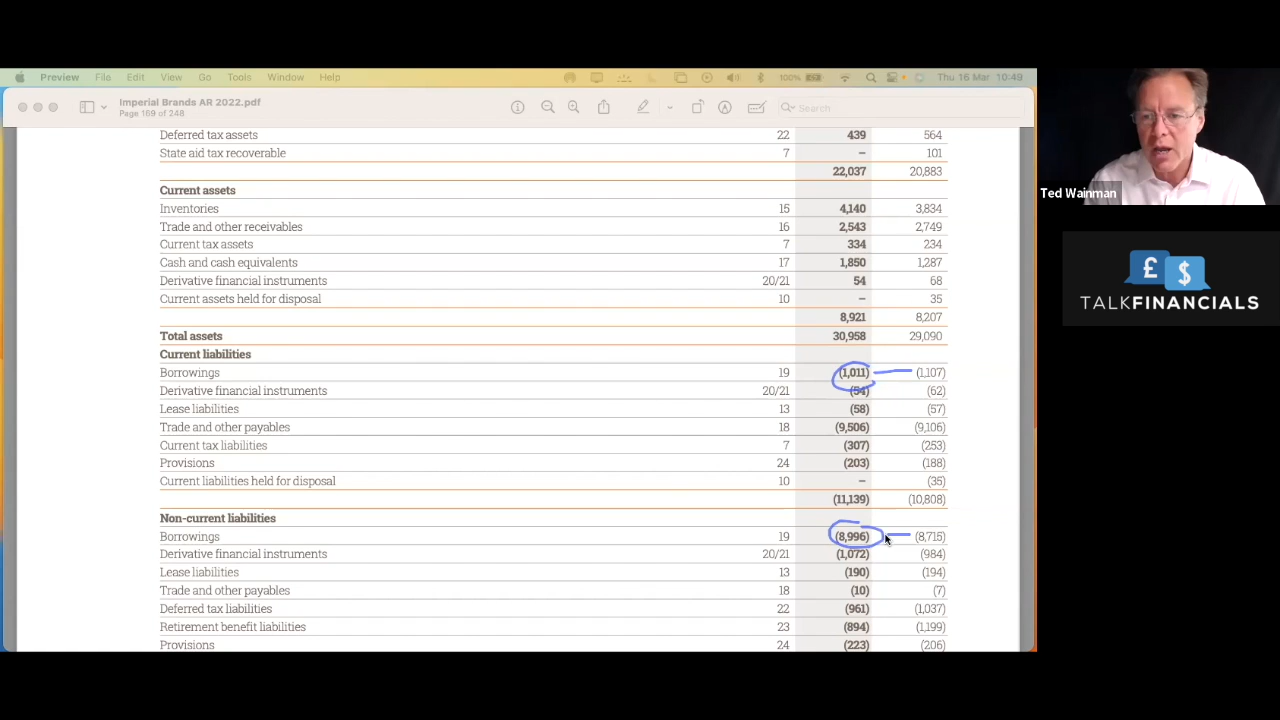 Preview File Edit View Go Tools Window Help 100% Thu 16 Mar 10:49
Imperial Brands AR 2022.pdf
Page 169 of 248
Search
Deferred tax assets 22 439 564
State aid tax recoverable 7 – 101
22,037 20,883
Current assets
Inventories 15 4,140 3,834
Trade and other receivables 16 2,543 2,749
Current tax assets 7 334 234
Cash and cash equivalents 17 1,850 1,287
Derivative financial instruments 20/21 54 68
Current assets held for disposal 10 – 35
8,921 8,207
Total assets 30,958 29,090
Current liabilities
Borrowings 19 (1,011) (1,107)
Derivative financial instruments 20/21 (54) (62)
Lease liabilities 13 (58) (57)
Trade and other payables 18 (9,506) (9,106)
Current tax liabilities 7 (307) (253)
Provisions 24 (203) (188)
Current liabilities held for disposal 10 – (35)
(11,139) (10,808)
Non-current liabilities
Borrowings 19 (8,996) (8,715)
Derivative financial instruments 20/21 (1,072) (984)
Lease liabilities 13 (190) (194)
Trade and other payables 18 (10) (7)
Deferred tax liabilities 22 (961) (1,037)
Retirement benefit liabilities 23 (894) (1,199)
Provisions 24 (223) (206)
Ted Wainman
£ $
TALKFINANCIALS